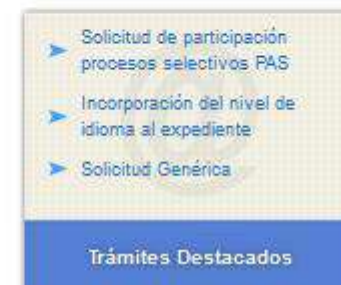 Solicitud de participación
procesos selectivos PAS
Incorporación del nivel de
idioma al expediente
Solicitud Genérica
Trámites Destacados